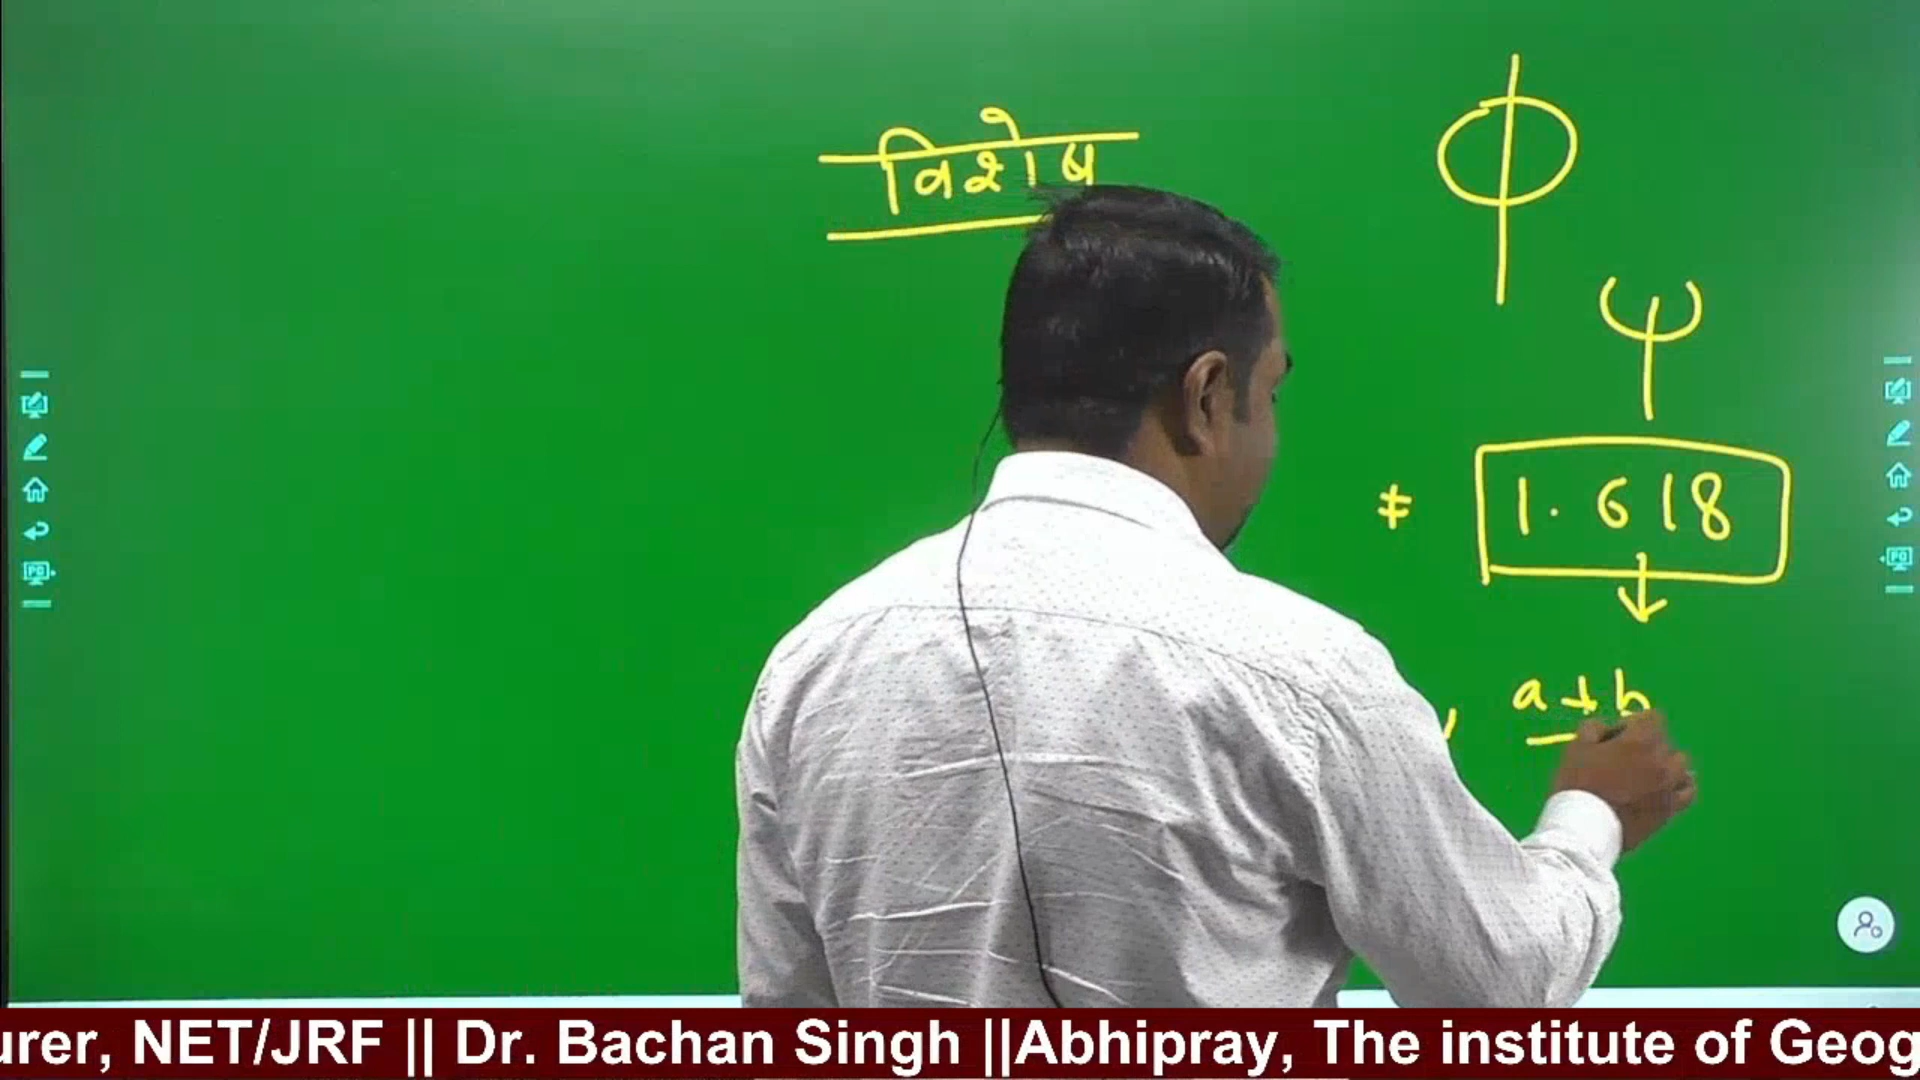 विशेष
Φ
Ψ
= 1.618
a + b
urer, NET/JRF || Dr. Bachan Singh ||Abhipray, The institute of Geog